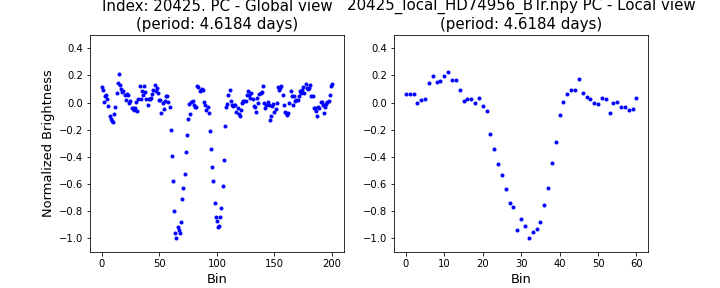 Index: 20425. PC - Global view
(period: 4.6184 days)
20425_local_HD74956_BTr.npy PC - Local view
(period: 4.6184 days)
Normalized Brightness
0.4
0.2
0.0
−0.2
−0.4
−0.6
−0.8
−1.0
0 50 100 150 200
Bin
0.4
0.2
0.0
−0.2
−0.4
−0.6
−0.8
−1.0
0 10 20 30 40 50 60
Bin